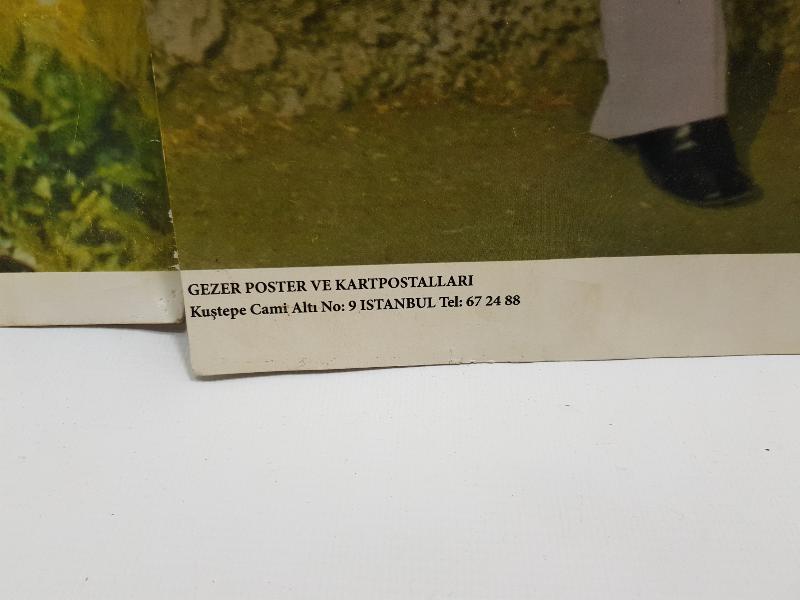 GEZER POSTER VE KARTPOSTALLARI
Kuştepe Cami Altı No: 9 ISTANBUL Tel: 67 24 88